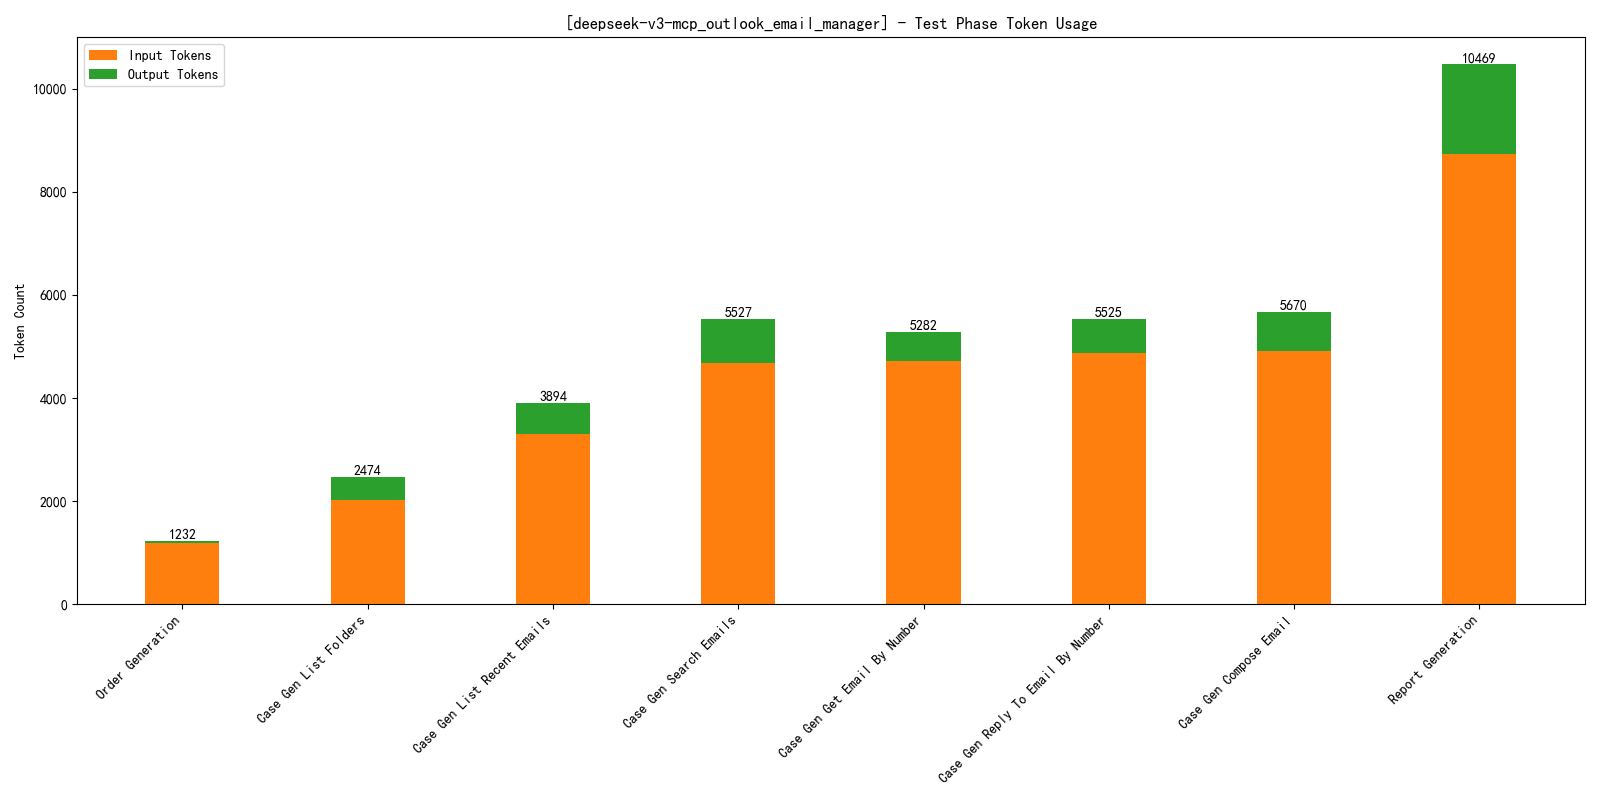 [deepseek-v3-mcp_outlook_email_manager] - Test Phase Token Usage
Input Tokens
Output Tokens
Token Count
10000
8000
6000
4000
2000
0
1232
2474
3894
5527
5282
5525
5670
10469
Order Generation
Case Gen List Folders
Case Gen List Recent Emails
Case Gen Search Emails
Case Gen Get Email By Number
Case Gen Reply To Email By Number
Case Gen Compose Email
Report Generation